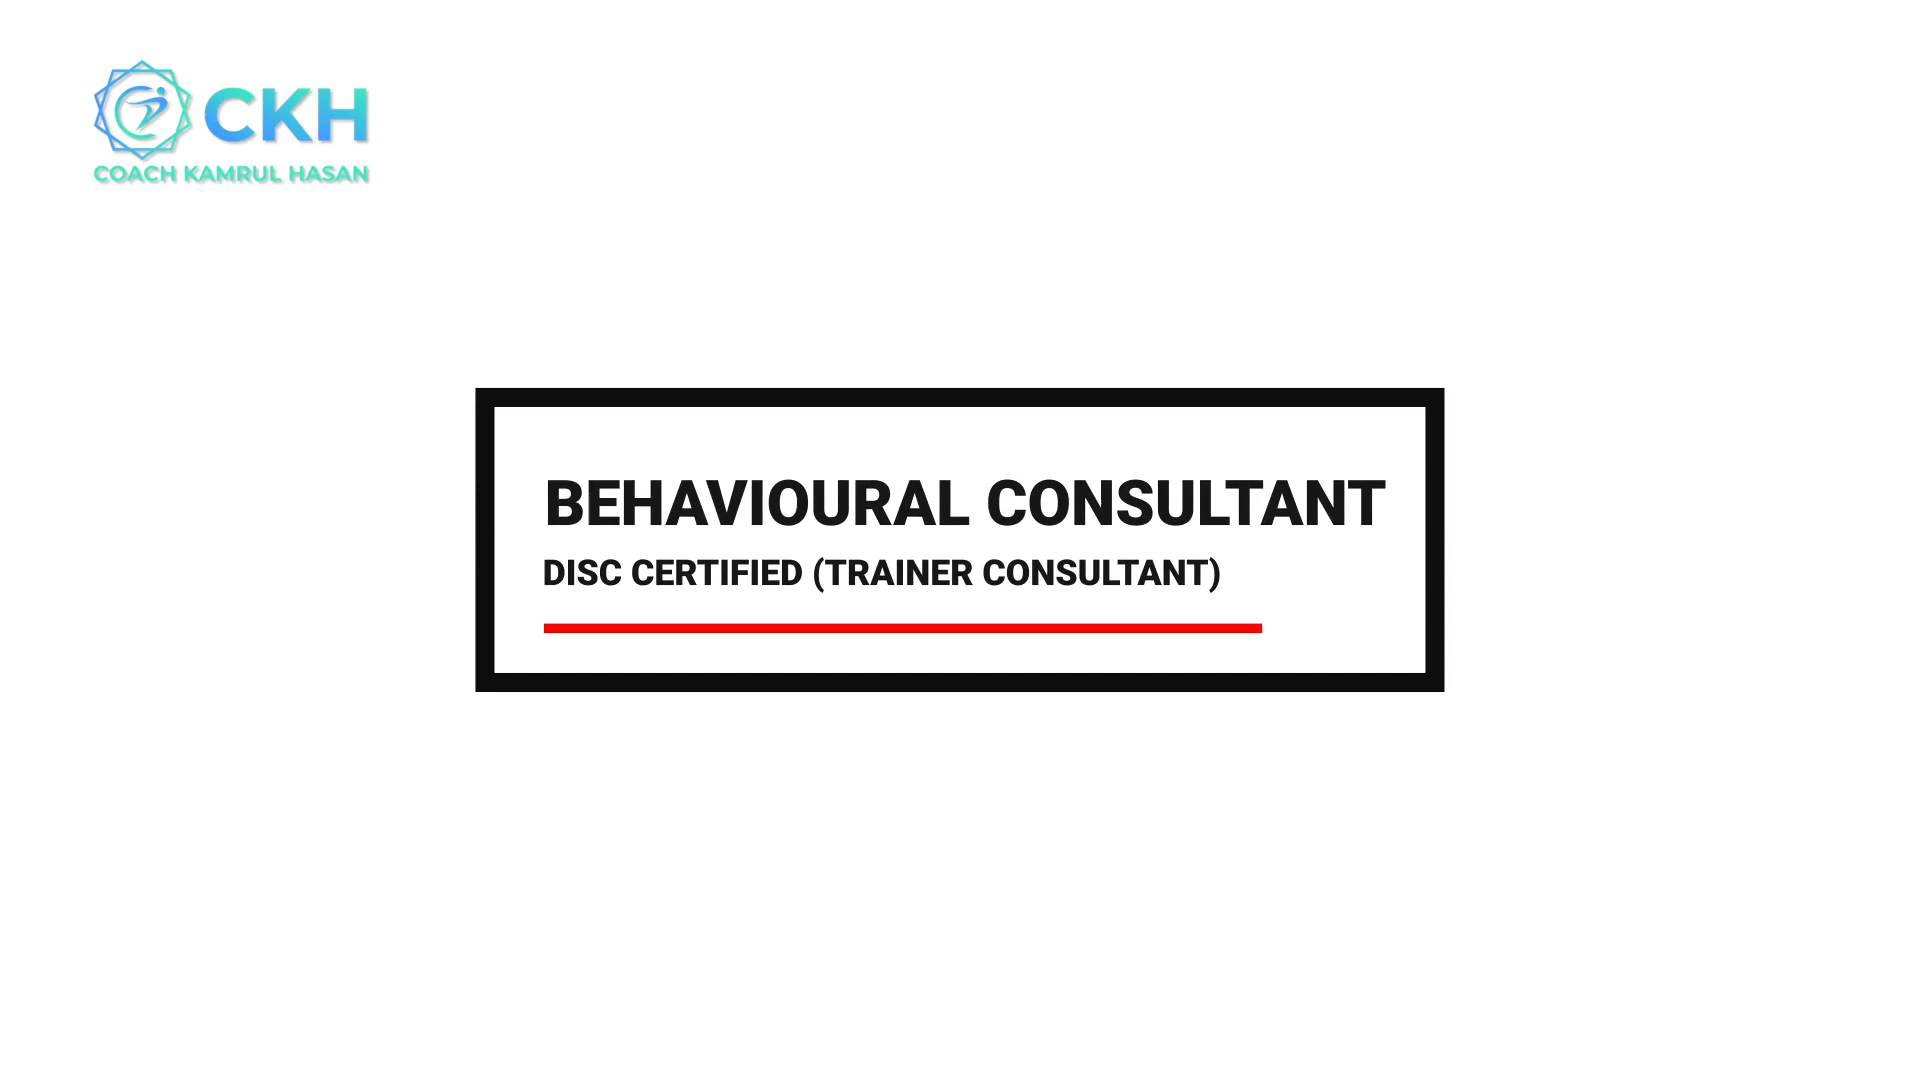 CKH
COACH KAMRUL HASAN
BEHAVIOURAL CONSULTANT
DISC CERTIFIED (TRAINER CONSULTANT)